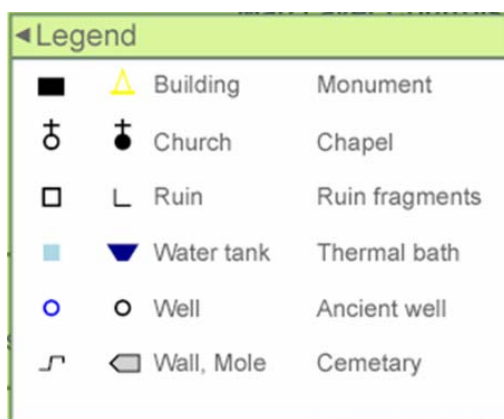 Legend
Building Monument
Church Chapel
Ruin Ruin fragments
Water tank Thermal bath
Well Ancient well
Wall, Mole Cemetary